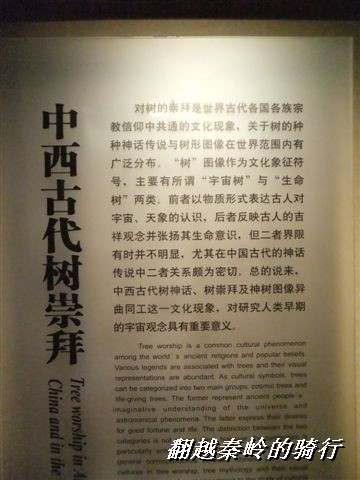 中西古代树崇拜
Tree worship in A
China and in the
对树的崇拜是世界古代各国各族宗
教信仰中共通的文化现象，关于树的种
种神话传说与树形图像在世界范围内有
广泛分布。“树”图像作为文化象征符
号，主要有所谓“宇宙树”与“生命
树”两类。前者以物质形式表达古人对
宇宙、天象的认识，后者反映古人的吉
祥观念并张扬其生命意识，但二者界限
有时并不明显，尤其在中国古代的神话
传说中二者关系颇为密切。总的说来，
中西古代树神话、树崇拜及神树图像异
曲同工这一文化现象，对研究人类早期
的宇宙观念具有重要意义。
Tree worship is a common cultural phenomenon
among the world's ancient religions and popular beliefs.
Various legends are associated with trees and their visual
representations are abundant. As cultural symbols, trees
can be categorized into two main groups: cosmic trees and
life-giving trees. The former represent ancient people's
imaginative understanding of the universe and
astronomical phenomena. The latter express their desires
for good fortune and life. The distinction between the two
categories is no
particularly
general
cultures in tree worship, tree mythology and their visual
翻越秦岭的骑行